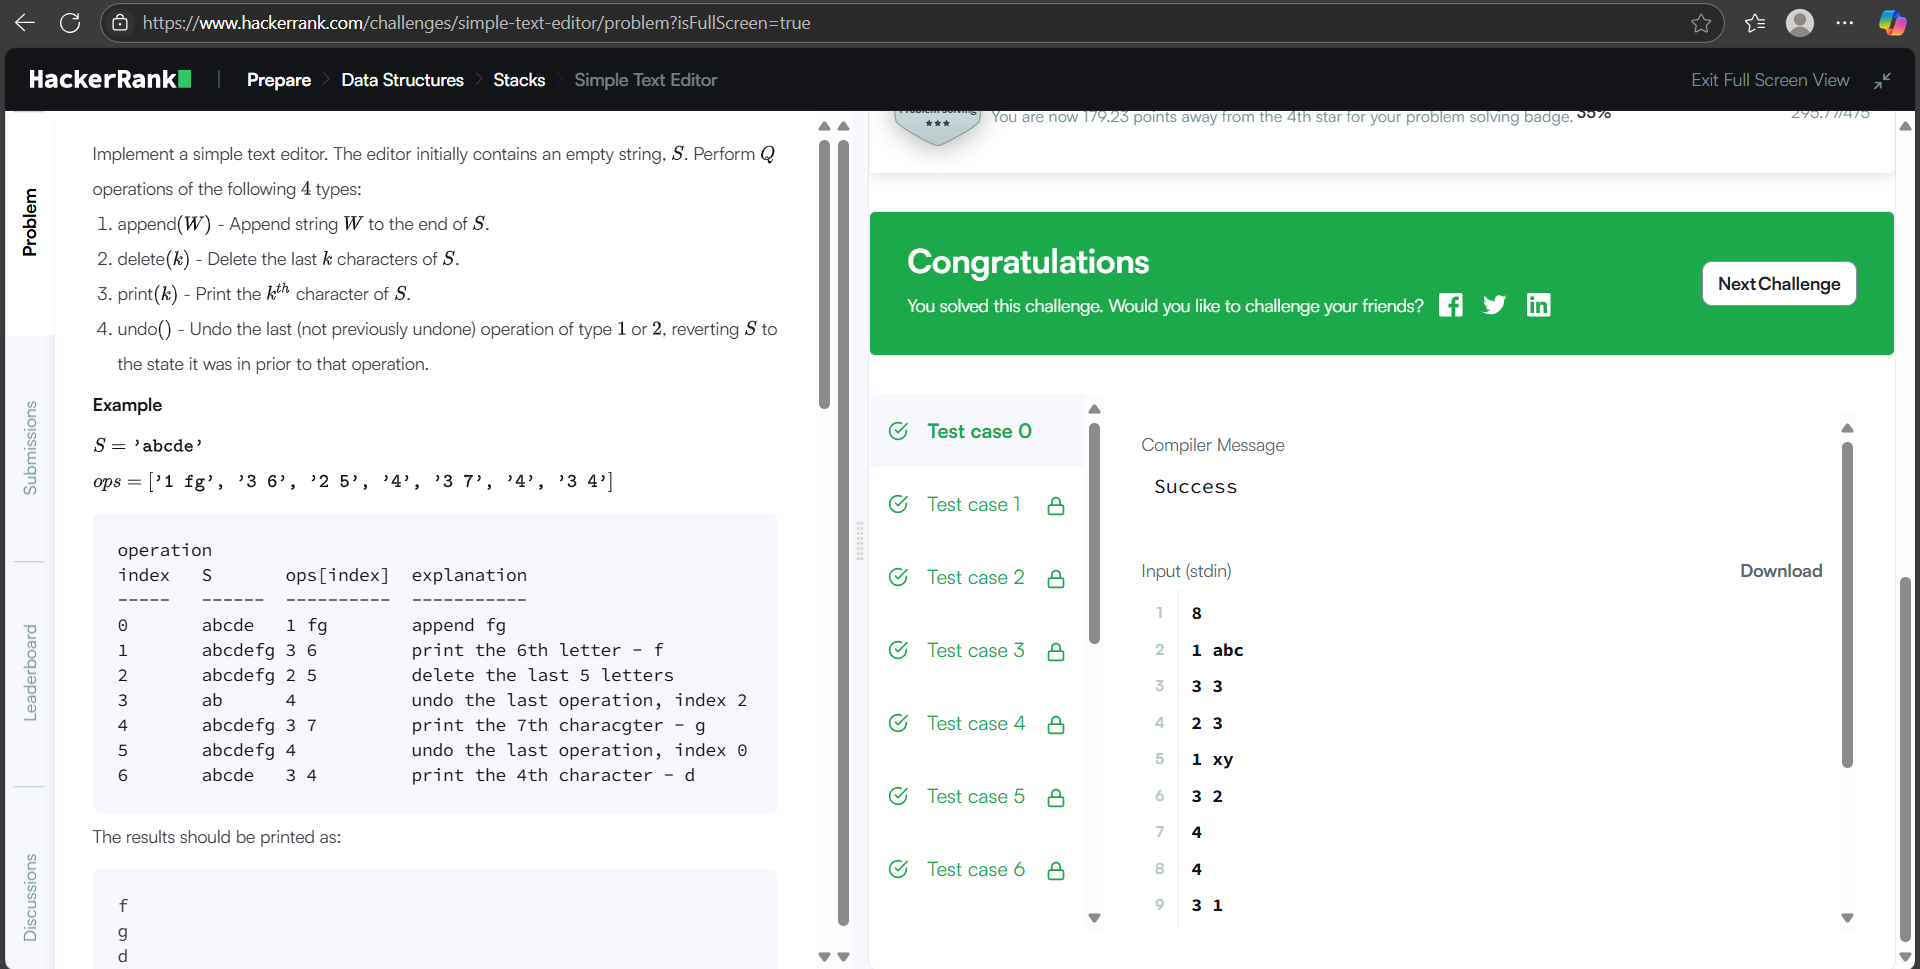 https://www.hackerrank.com/challenges/simple-text-editor/problem?isFullScreen=true
HackerRank
Prepare
Data Structures
Stacks
Simple Text Editor
Exit Full Screen View
Problem
Submissions
Leaderboard
Discussions
Implement a simple text editor. The editor initially contains an empty string, S. Perform Q
operations of the following 4 types:
1. append(W) - Append string W to the end of S.
2. delete(k) - Delete the last k characters of S.
3. print(k) - Print the kth character of S.
4. undo() - Undo the last (not previously undone) operation of type 1 or 2, reverting S to
the state it was in prior to that operation.
Example
S = 'abcde'
ops = ['1 fg', '3 6', '2 5', '4', '3 7', '4', '3 4']
operation
index   S       ops[index]  explanation
-----   ------  ----------  -----------
0       abcde   1 fg        append fg
1       abcdefg 3 6         print the 6th letter - f
2       abcdefg 2 5         delete the last 5 letters
3       ab      4           undo the last operation, index 2
4       abcdefg 3 7         print the 7th characgter - g
5       abcdefg 4           undo the last operation, index 0
6       abcde   3 4         print the 4th character - d
The results should be printed as:
f
g
d
You are now 179.23 points away from the 4th star for your problem solving badge.
35%
295.77/475
Congratulations
You solved this challenge. Would you like to challenge your friends?
Next Challenge
Test case 0
Test case 1
Test case 2
Test case 3
Test case 4
Test case 5
Test case 6
Compiler Message
Success
Input (stdin)
Download
1 8
2 1 abc
3 3 3
4 2 3
5 1 xy
6 3 2
7 4
8 4
9 3 1